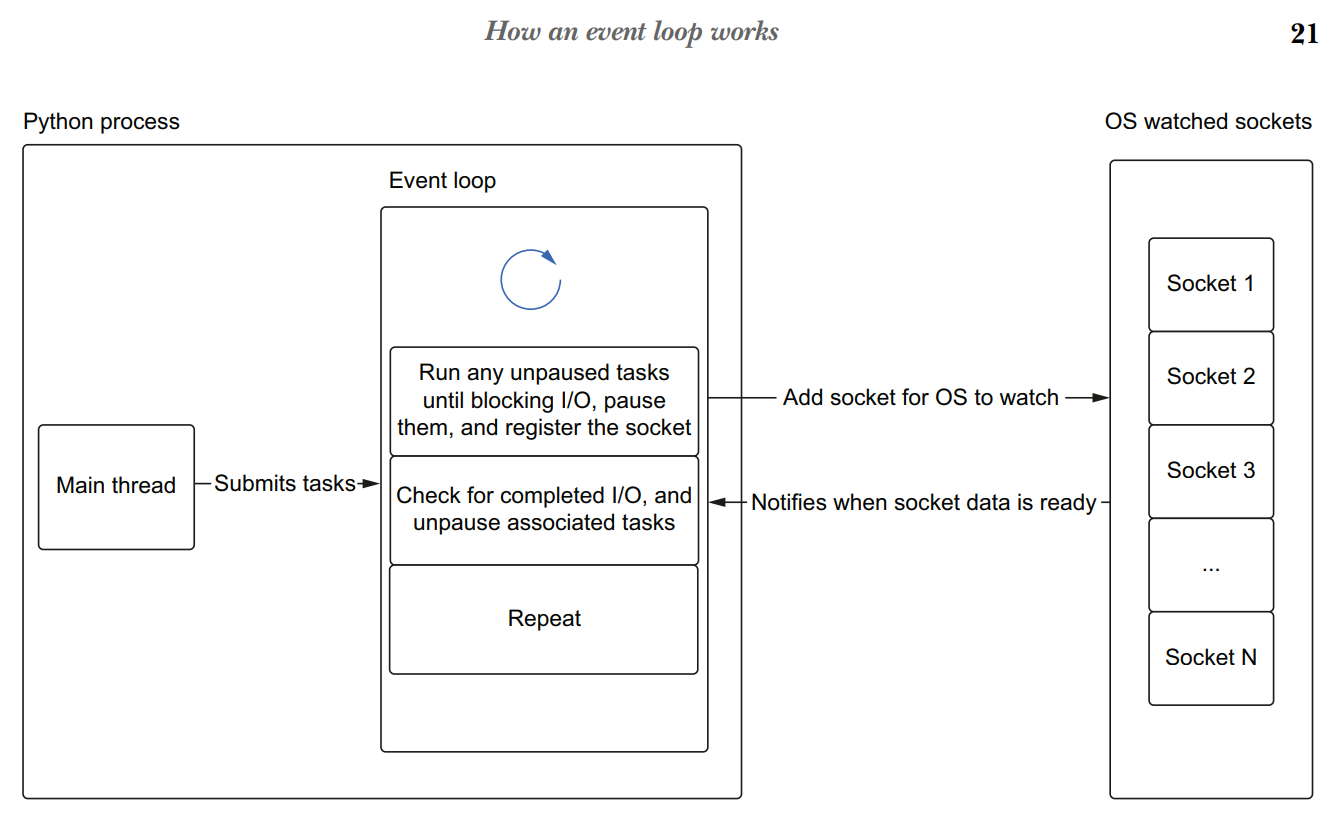 How an event loop works
21
Python process
OS watched sockets
Event loop
Run any unpaused tasks
until blocking I/O, pause
them, and register the socket
Add socket for OS to watch
Main thread
Submits tasks
Check for completed I/O, and
unpause associated tasks
Notifies when socket data is ready
Repeat
Socket 1
Socket 2
Socket 3
...
Socket N